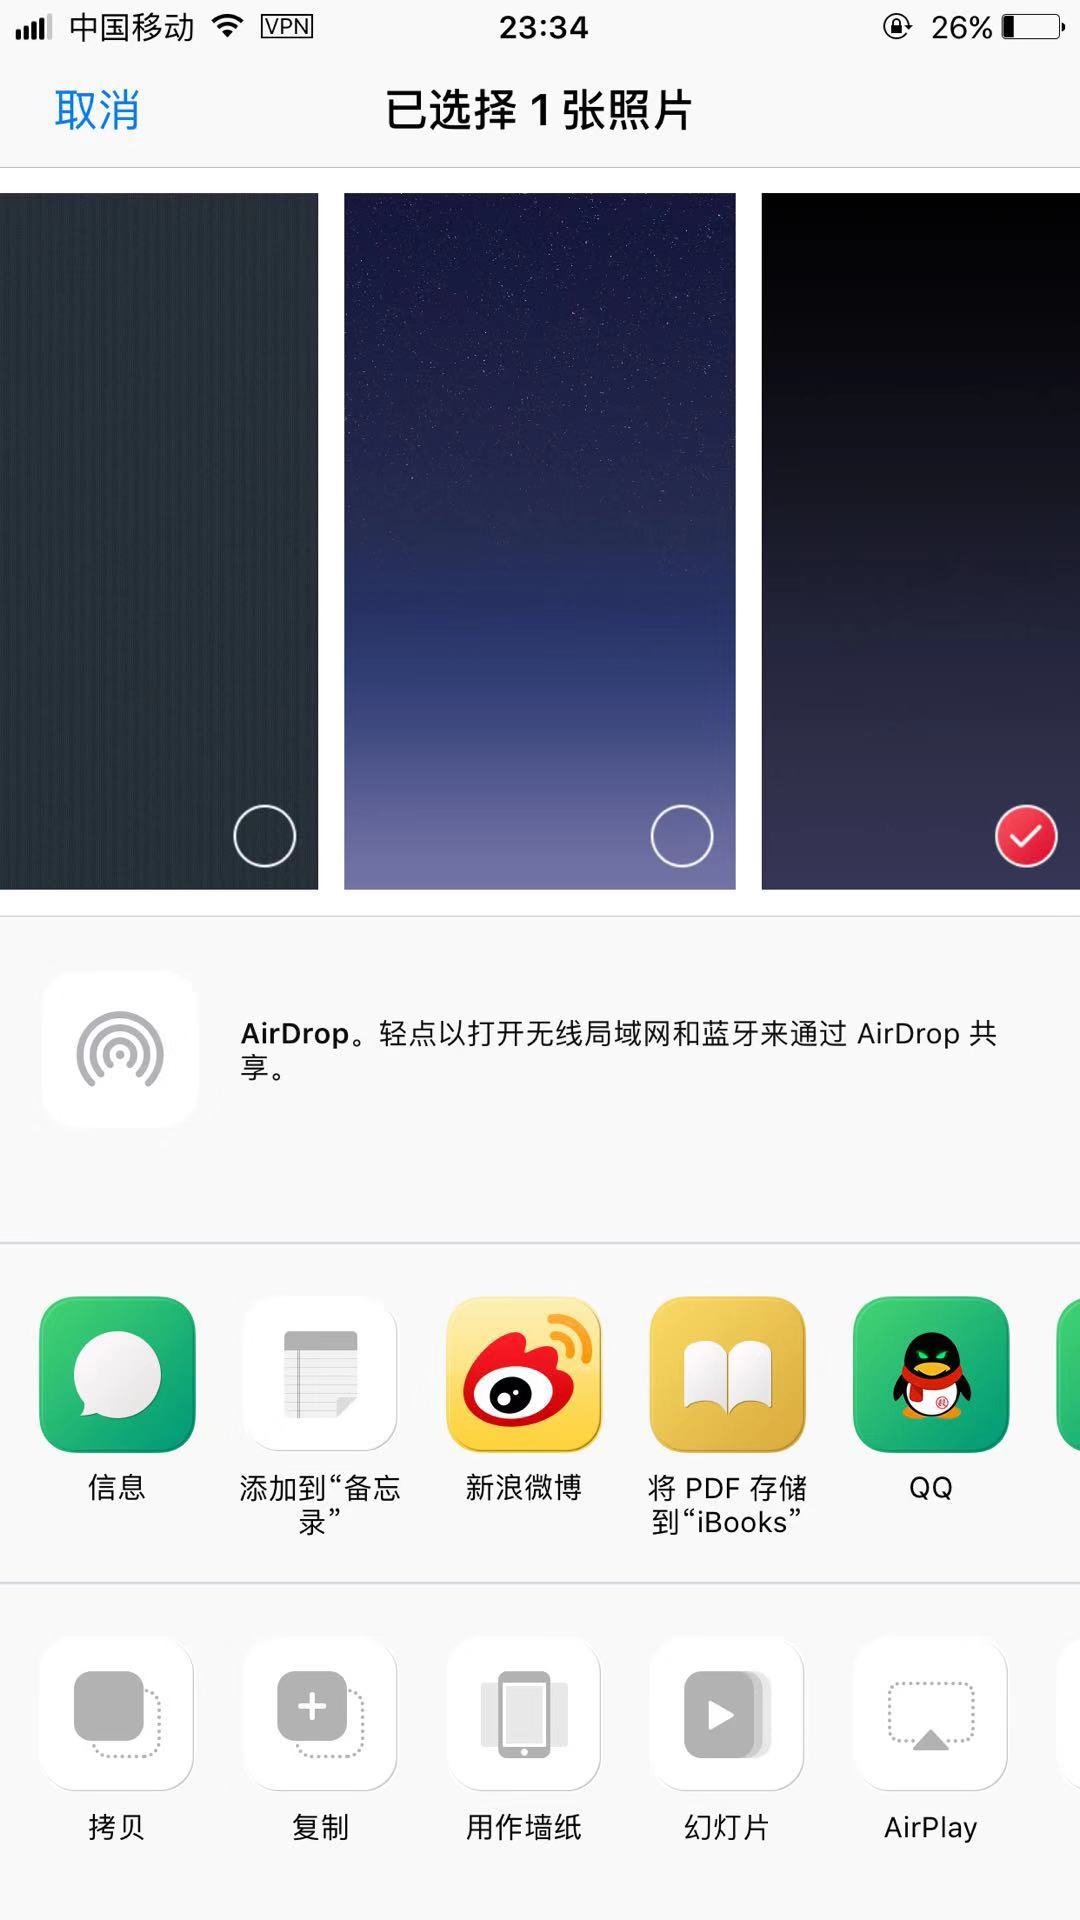 中国移动 VPN 23:34 26%
取消 已选择 1 张照片
AirDrop。轻点以打开无线局域网和蓝牙来通过 AirDrop 共
享。
信息
添加到“备忘
录”
新浪微博
将 PDF 存储
到“iBooks”
QQ
拷贝
复制
用作墙纸
幻灯片
AirPlay